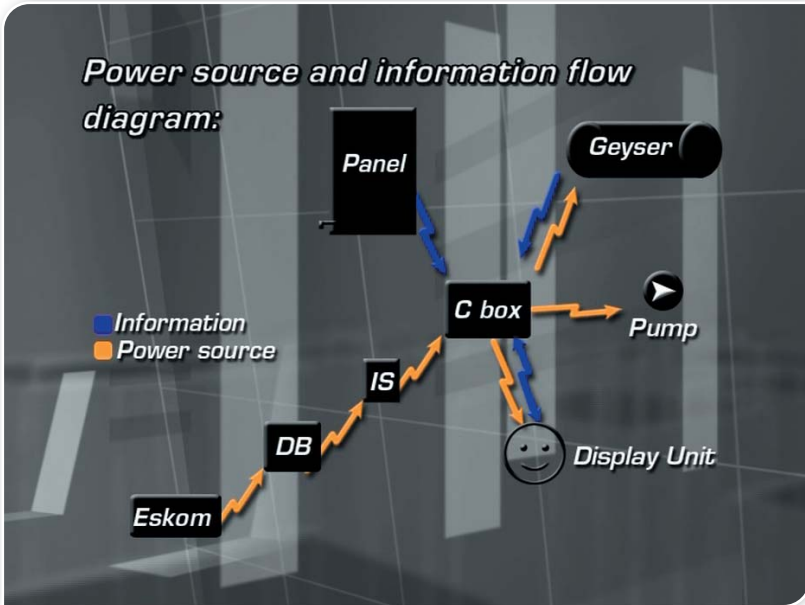 Power source and information flow
diagram:
Panel
Geyser
C box
Pump
Information
Power source
IS
DB
Display Unit
Eskom